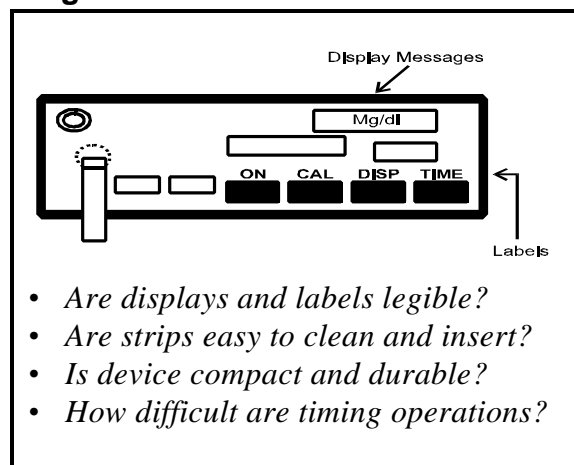 Display Messages
Mg/dl
ON CAL DISP TIME
Labels
• Are displays and labels legible?
• Are strips easy to clean and insert?
• Is device compact and durable?
• How difficult are timing operations?